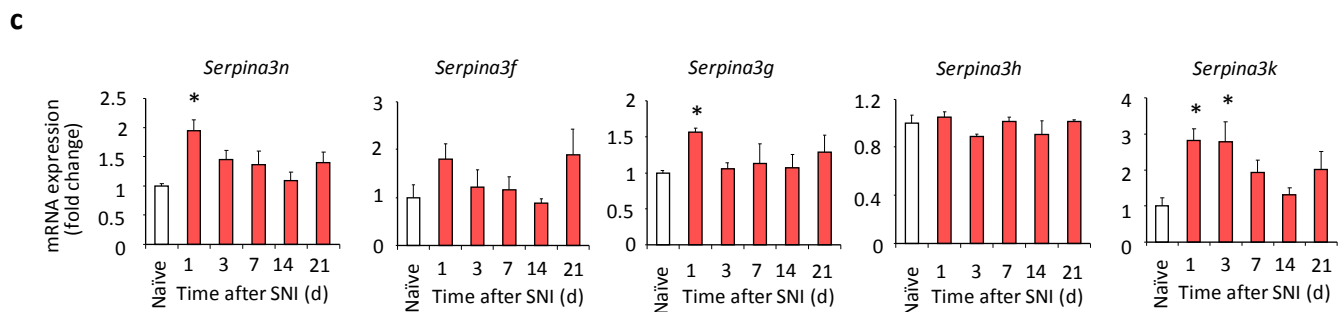 c
Serpina3n
Serpina3f
Serpina3g
Serpina3h
Serpina3k
mRNA expression
(fold change)
2.5
2
1.5
1
0.5
0
*
Naïve
1 3 7 14 21
Time after SNI (d)
3
2
1
0
Naïve
1 3 7 14 21
Time after SNI (d)
2
1.5
1
0.5
0
*
Naïve
1 3 7 14 21
Time after SNI (d)
1.2
0.8
0.4
0
Naïve
1 3 7 14 21
Time after SNI (d)
4
3
2
1
0
* *
Naïve
1 3 7 14 21
Time after SNI (d)